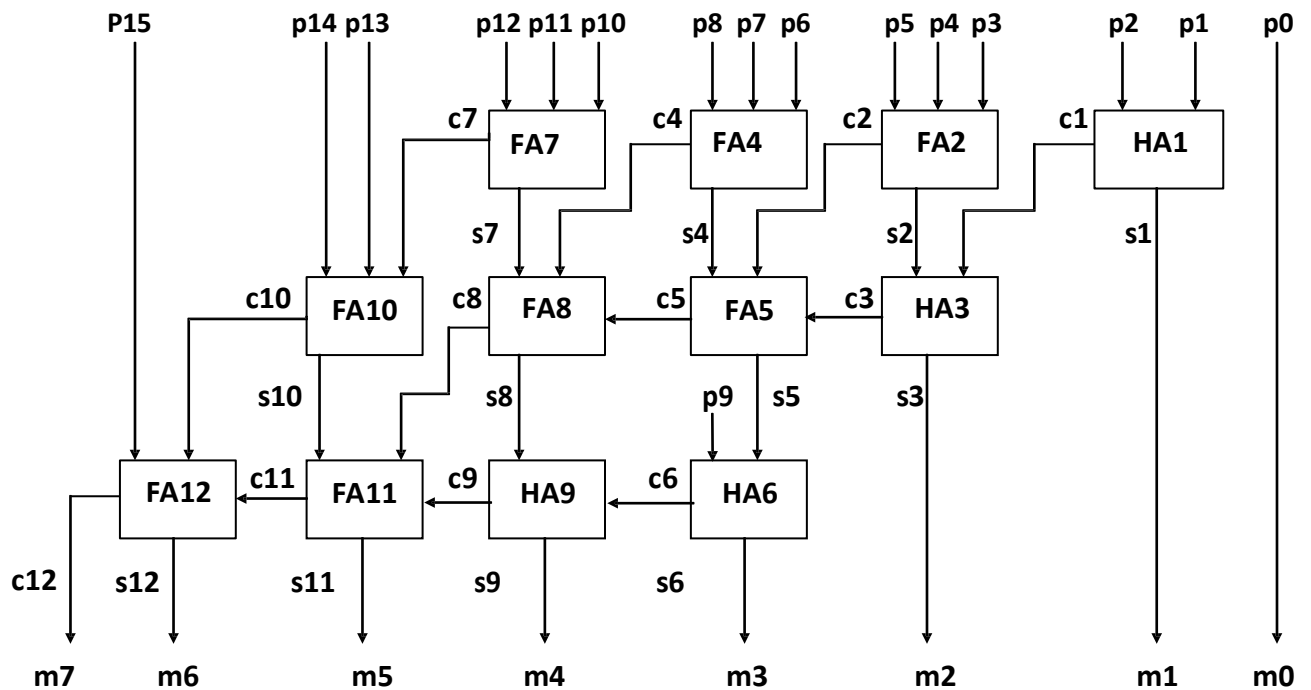 P15 p14 p13 p12 p11 p10 p8 p7 p6 p5 p4 p3 p2 p1 p0
c7 FA7 c4 FA4 c2 FA2 c1 HA1
s7 s4 s2 s1
c10 FA10 c8 FA8 c5 FA5 c3 HA3
s10 s8 p9 s5 s3
FA12 c11 FA11 c9 HA9 c6 HA6
c12 s12 s11 s9 s6
m7 m6 m5 m4 m3 m2 m1 m0